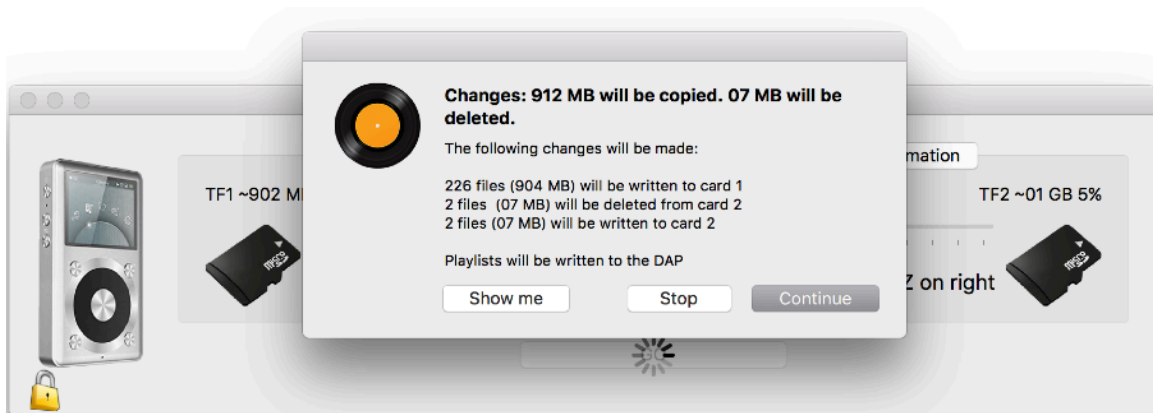 Changes: 912 MB will be copied. 07 MB will be
deleted.
The following changes will be made:
226 files (904 MB) will be written to card 1
2 files  (07 MB) will be deleted from card 2
2 files (07 MB) will be written to card 2
Playlists will be written to the DAP
Show me
Stop
Continue
mation
TF1 ~902 M
TF2 ~01 GB 5%
Z on right
micro
micro
GO